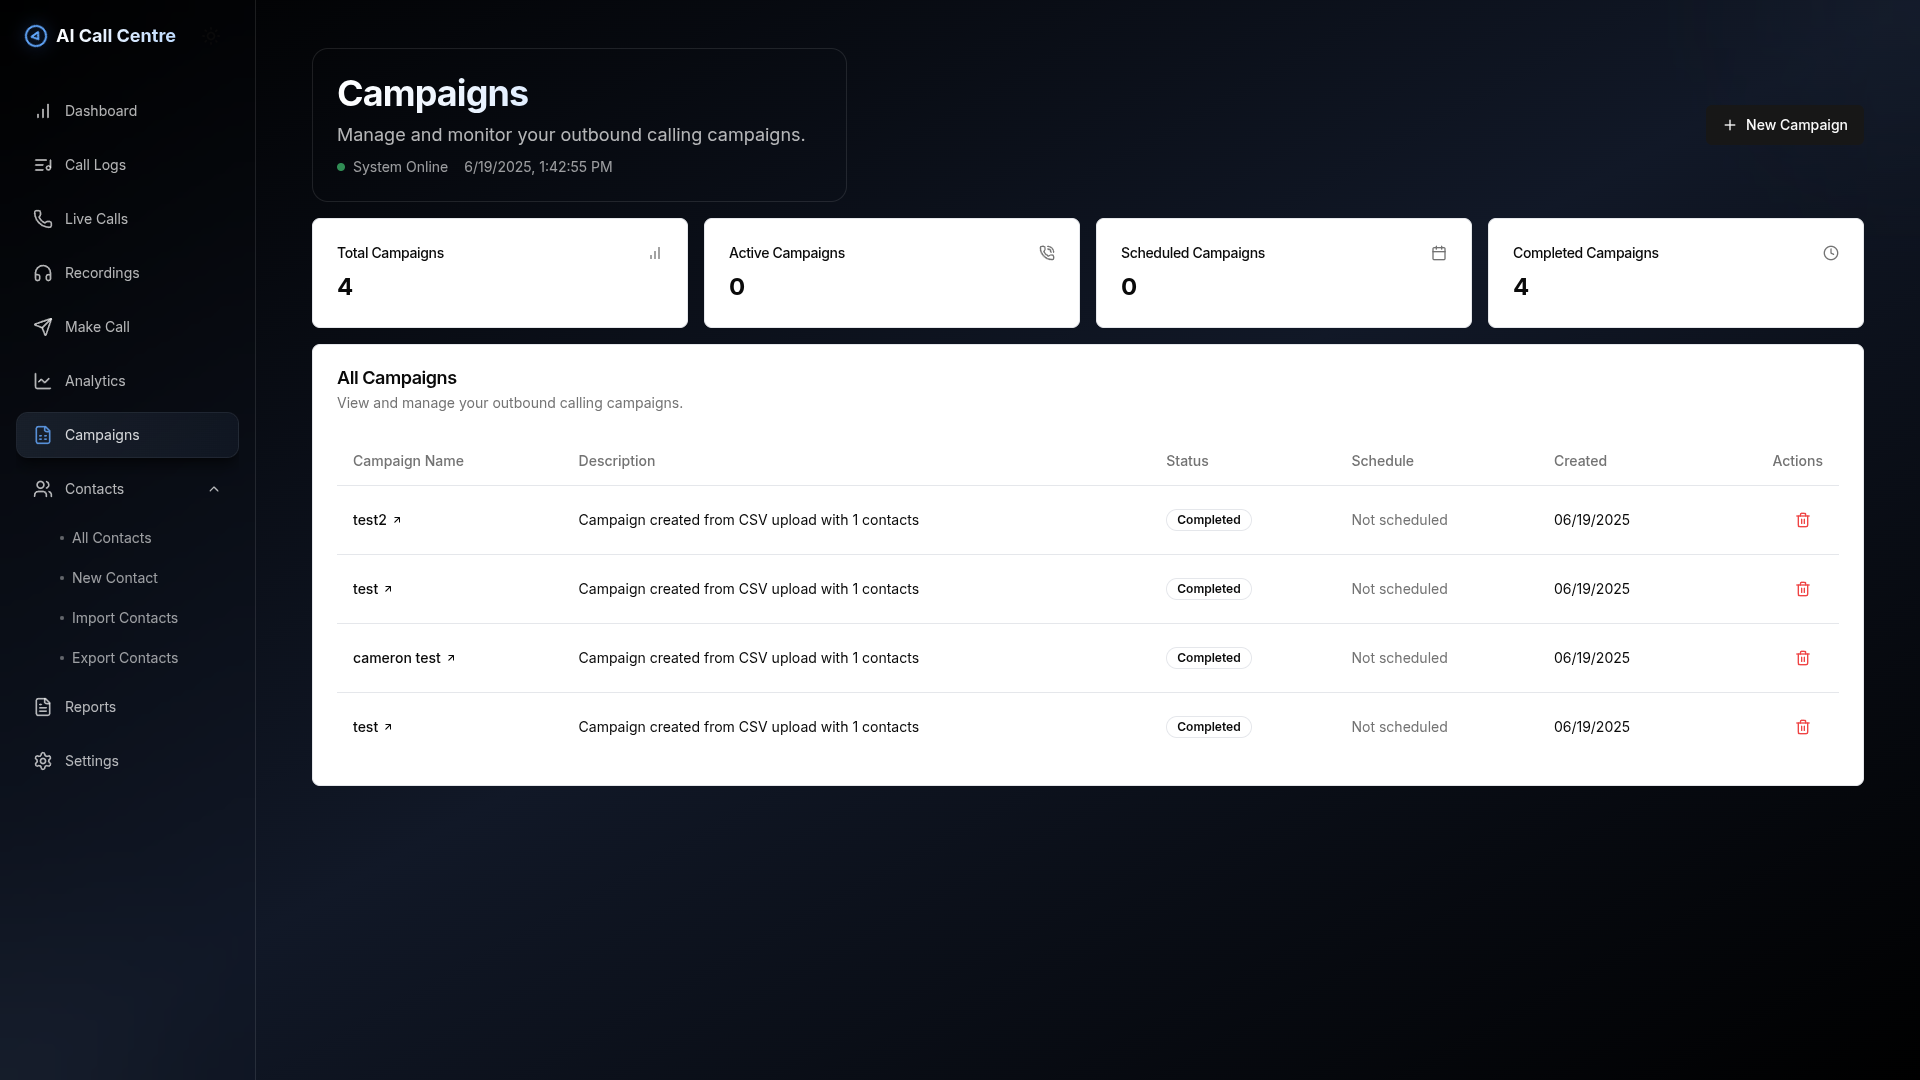 AI Call Centre
Dashboard
Call Logs
Live Calls
Recordings
Make Call
Analytics
Campaigns
Contacts
All Contacts
New Contact
Import Contacts
Export Contacts
Reports
Settings
Campaigns
Manage and monitor your outbound calling campaigns.
System Online 6/19/2025, 1:42:55 PM
New Campaign
Total Campaigns
4
Active Campaigns
0
Scheduled Campaigns
0
Completed Campaigns
4
All Campaigns
View and manage your outbound calling campaigns.
Campaign Name Description Status Schedule Created Actions
test2 Campaign created from CSV upload with 1 contacts Completed Not scheduled 06/19/2025
test Campaign created from CSV upload with 1 contacts Completed Not scheduled 06/19/2025
cameron test Campaign created from CSV upload with 1 contacts Completed Not scheduled 06/19/2025
test Campaign created from CSV upload with 1 contacts Completed Not scheduled 06/19/2025